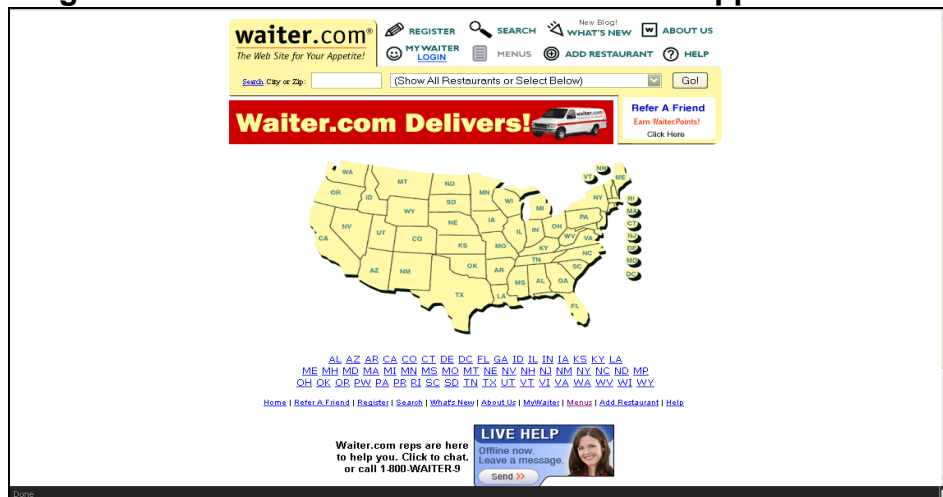 waiter.com®
The Web Site for Your Appetite!
REGISTER
SEARCH
New Blog!
WHAT'S NEW
W
ABOUT US
MY WAITER
LOGIN
MENUS
ADD RESTAURANT
?
HELP
Search City or Zip:
(Show All Restaurants or Select Below)
Go!
Waiter.com Delivers!
waiter.com
Refer A Friend
Earn WaiterPoints!
Click Here
WA
MT
ND
MN
VT
NH
ME
OR
ID
SD
WI
MI
NY
RI
WY
MA
NV
NE
IA
PA
CT
UT
CO
IL
IN
OH
NJ
CA
KS
MO
WV
VA
DE
KY
NC
MD
AZ
NM
OK
AR
TN
SC
DC
MS
AL
GA
TX
LA
FL
AL AZ AR CA CO CT DE DC FL GA ID IL IN IA KS KY LA
ME MH MD MA MI MN MS MO MT NE NV NH NJ NM NY NC ND MP
OH OK OR PW PA PR RI SC SD TN TX UT VT VI VA WA WV WI WY
Home | Refer A Friend | Register | Search | What's New | About Us | MyWaiter | Menus | Add Restaurant | Help
Waiter.com reps are here
to help you. Click to chat.
or call 1-800-WAITER-9
LIVE HELP
Offline now.
Leave a message.
Send >>
Done